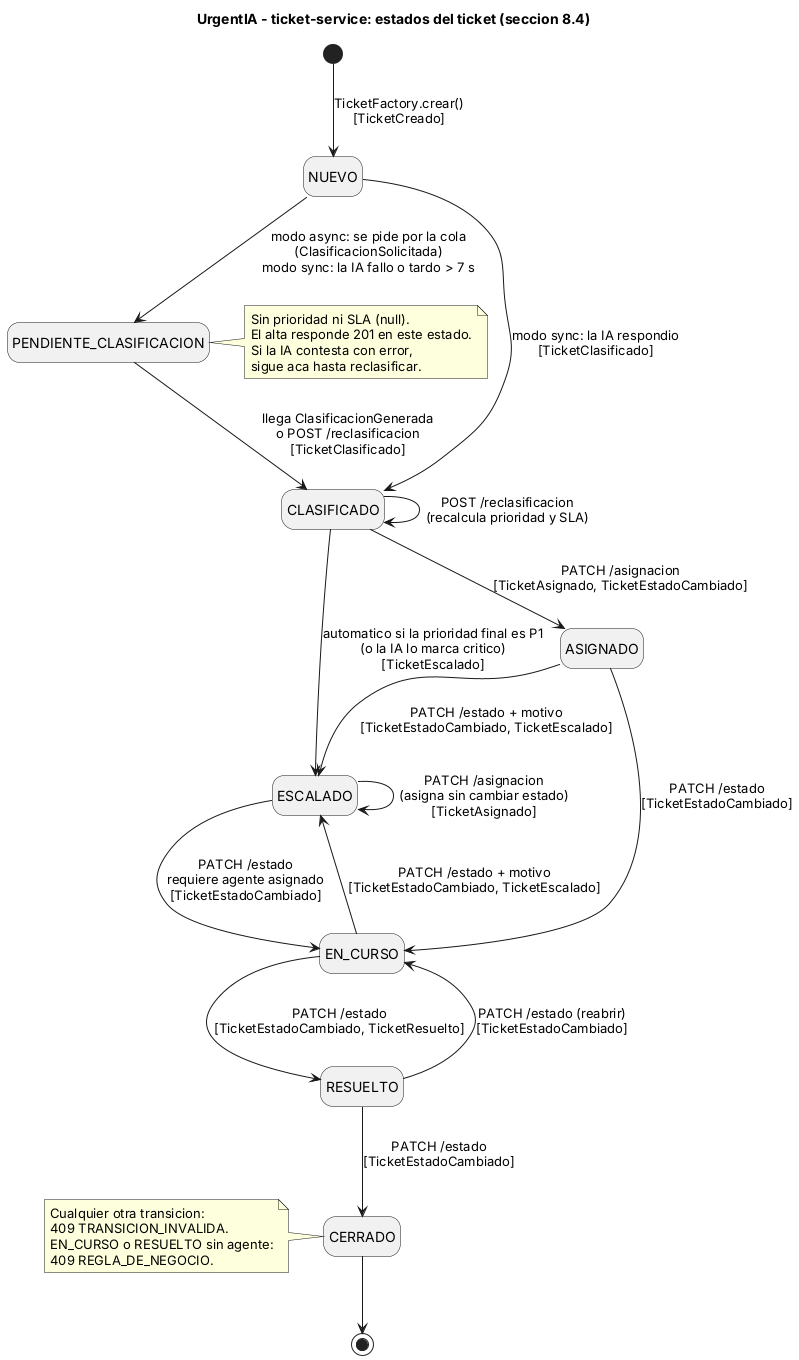 UrgentIA - ticket-service: estados del ticket (seccion 8.4)
TicketFactory.crear()
[TicketCreado]
NUEVO
modo async: se pide por la cola
(ClasificacionSolicitada)
modo sync: la IA fallo o tardo > 7 s
PENDIENTE_CLASIFICACION
Sin prioridad ni SLA (null).
El alta responde 201 en este estado.
Si la IA contesta con error,
sigue aca hasta reclasificar.
modo sync: la IA respondio
[TicketClasificado]
llega ClasificacionGenerada
o POST /reclasificacion
[TicketClasificado]
CLASIFICADO
POST /reclasificacion
(recalcula prioridad y SLA)
PATCH /asignacion
[TicketAsignado, TicketEstadoCambiado]
automatico si la prioridad final es P1
(o la IA lo marca critico)
[TicketEscalado]
ASIGNADO
PATCH /estado + motivo
[TicketEstadoCambiado, TicketEscalado]
ESCALADO
PATCH /asignacion
(asigna sin cambiar estado)
[TicketAsignado]
PATCH /estado
[TicketEstadoCambiado]
PATCH /estado
requiere agente asignado
[TicketEstadoCambiado]
PATCH /estado + motivo
[TicketEstadoCambiado, TicketEscalado]
EN_CURSO
PATCH /estado
[TicketEstadoCambiado, TicketResuelto]
PATCH /estado (reabrir)
[TicketEstadoCambiado]
RESUELTO
PATCH /estado
[TicketEstadoCambiado]
Cualquier otra transicion:
409 TRANSICION_INVALIDA.
EN_CURSO o RESUELTO sin agente:
409 REGLA_DE_NEGOCIO.
CERRADO